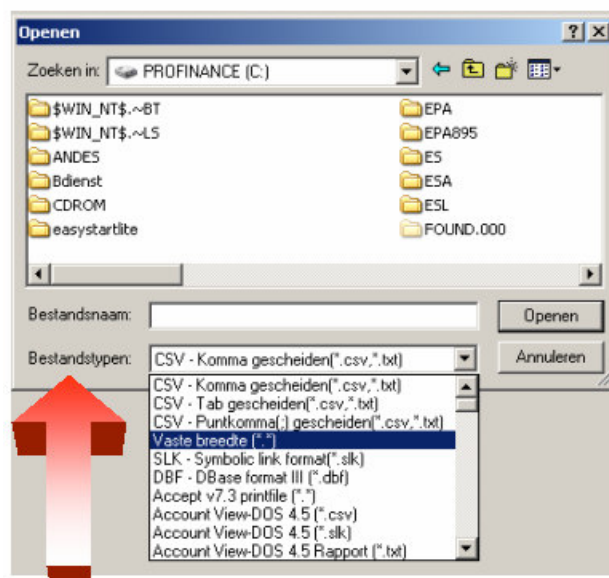 Openen
Zoeken in: PROFINANCE (C:)
$WIN_NT$.~BT EPA
$WIN_NT$.~LS EPA895
ANDES ES
Bdienst ESA
CDROM ESL
easystartlite FOUND.000
Bestandsnaam: Openen
Bestandstypen: CSV - Komma gescheiden(*.csv,*.txt) Annuleren
CSV - Komma gescheiden(*.csv,*.txt)
CSV - Tab gescheiden(*.csv,*.txt)
CSV - Puntkomma(;) gescheiden(*.csv,*.txt)
Vaste breedte (*.*)
SLK - Symbolic link format(*.slk)
DBF - DBase format III (*.dbf)
Accept v7.3 printfile (*.*)
Account View-DOS 4.5 (*.csv)
Account View-DOS 4.5 (*.slk)
Account View-DOS 4.5 Rapport (*.txt)